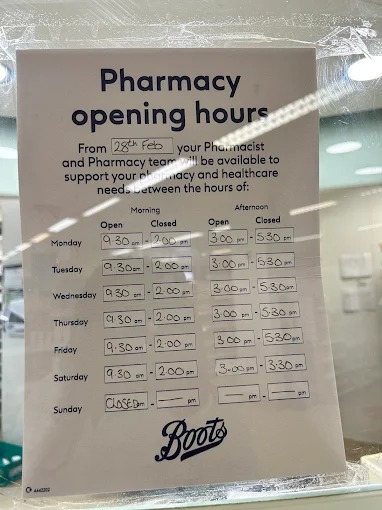 Pharmacy
opening hours
From 28th Feb your Pharmacist
and Pharmacy team will be available to
support your pharmacy and healthcare
needs between the hours of:
Morning Afternoon
Open Closed Open Closed
Monday 9.30 am - 2.00 pm 3.00 pm - 5.30 pm
Tuesday 9.30 am - 2.00 pm 3.00 pm - 5.30 pm
Wednesday 9.30 am - 2.00 pm 3.00 pm - 5.30 pm
Thursday 9.30 am - 2.00 pm 3.00 pm - 5.30 pm
Friday 9.30 am - 2.00 pm 3.00 pm - 5.30 pm
Saturday 9.30 am - 2.00 pm 3.00 pm - 3.30 pm
Sunday CLOSED am - — pm — pm - — pm
Boots